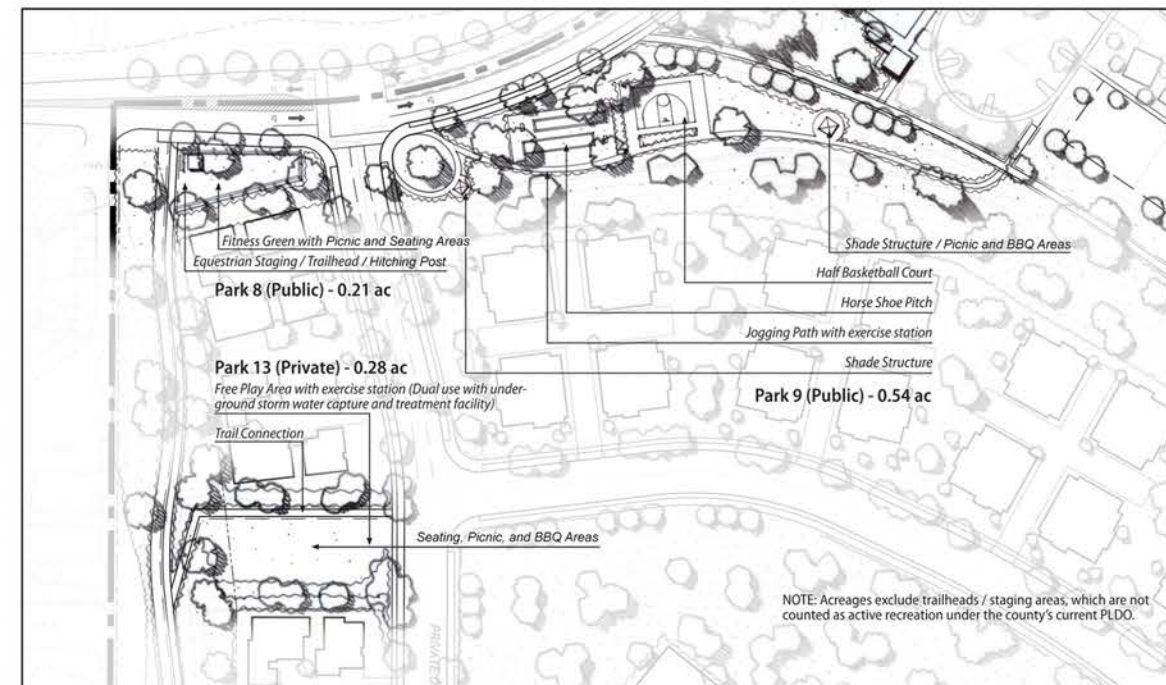 Fitness Green with Picnic and Seating Areas
Equestrian Staging / Trailhead / Hitching Post
Park 8 (Public) - 0.21 ac
Shade Structure / Picnic and BBQ Areas
Half Basketball Court
Horse Shoe Pitch
Jogging Path with exercise station
Shade Structure
Park 9 (Public) - 0.54 ac
Park 13 (Private) - 0.28 ac
Free Play Area with exercise station (Dual use with under-
ground storm water capture and treatment facility)
Trail Connection
Seating, Picnic, and BBQ Areas
NOTE: Acreages exclude trailheads / staging areas, which are not
counted as active recreation under the county's current PLDO.